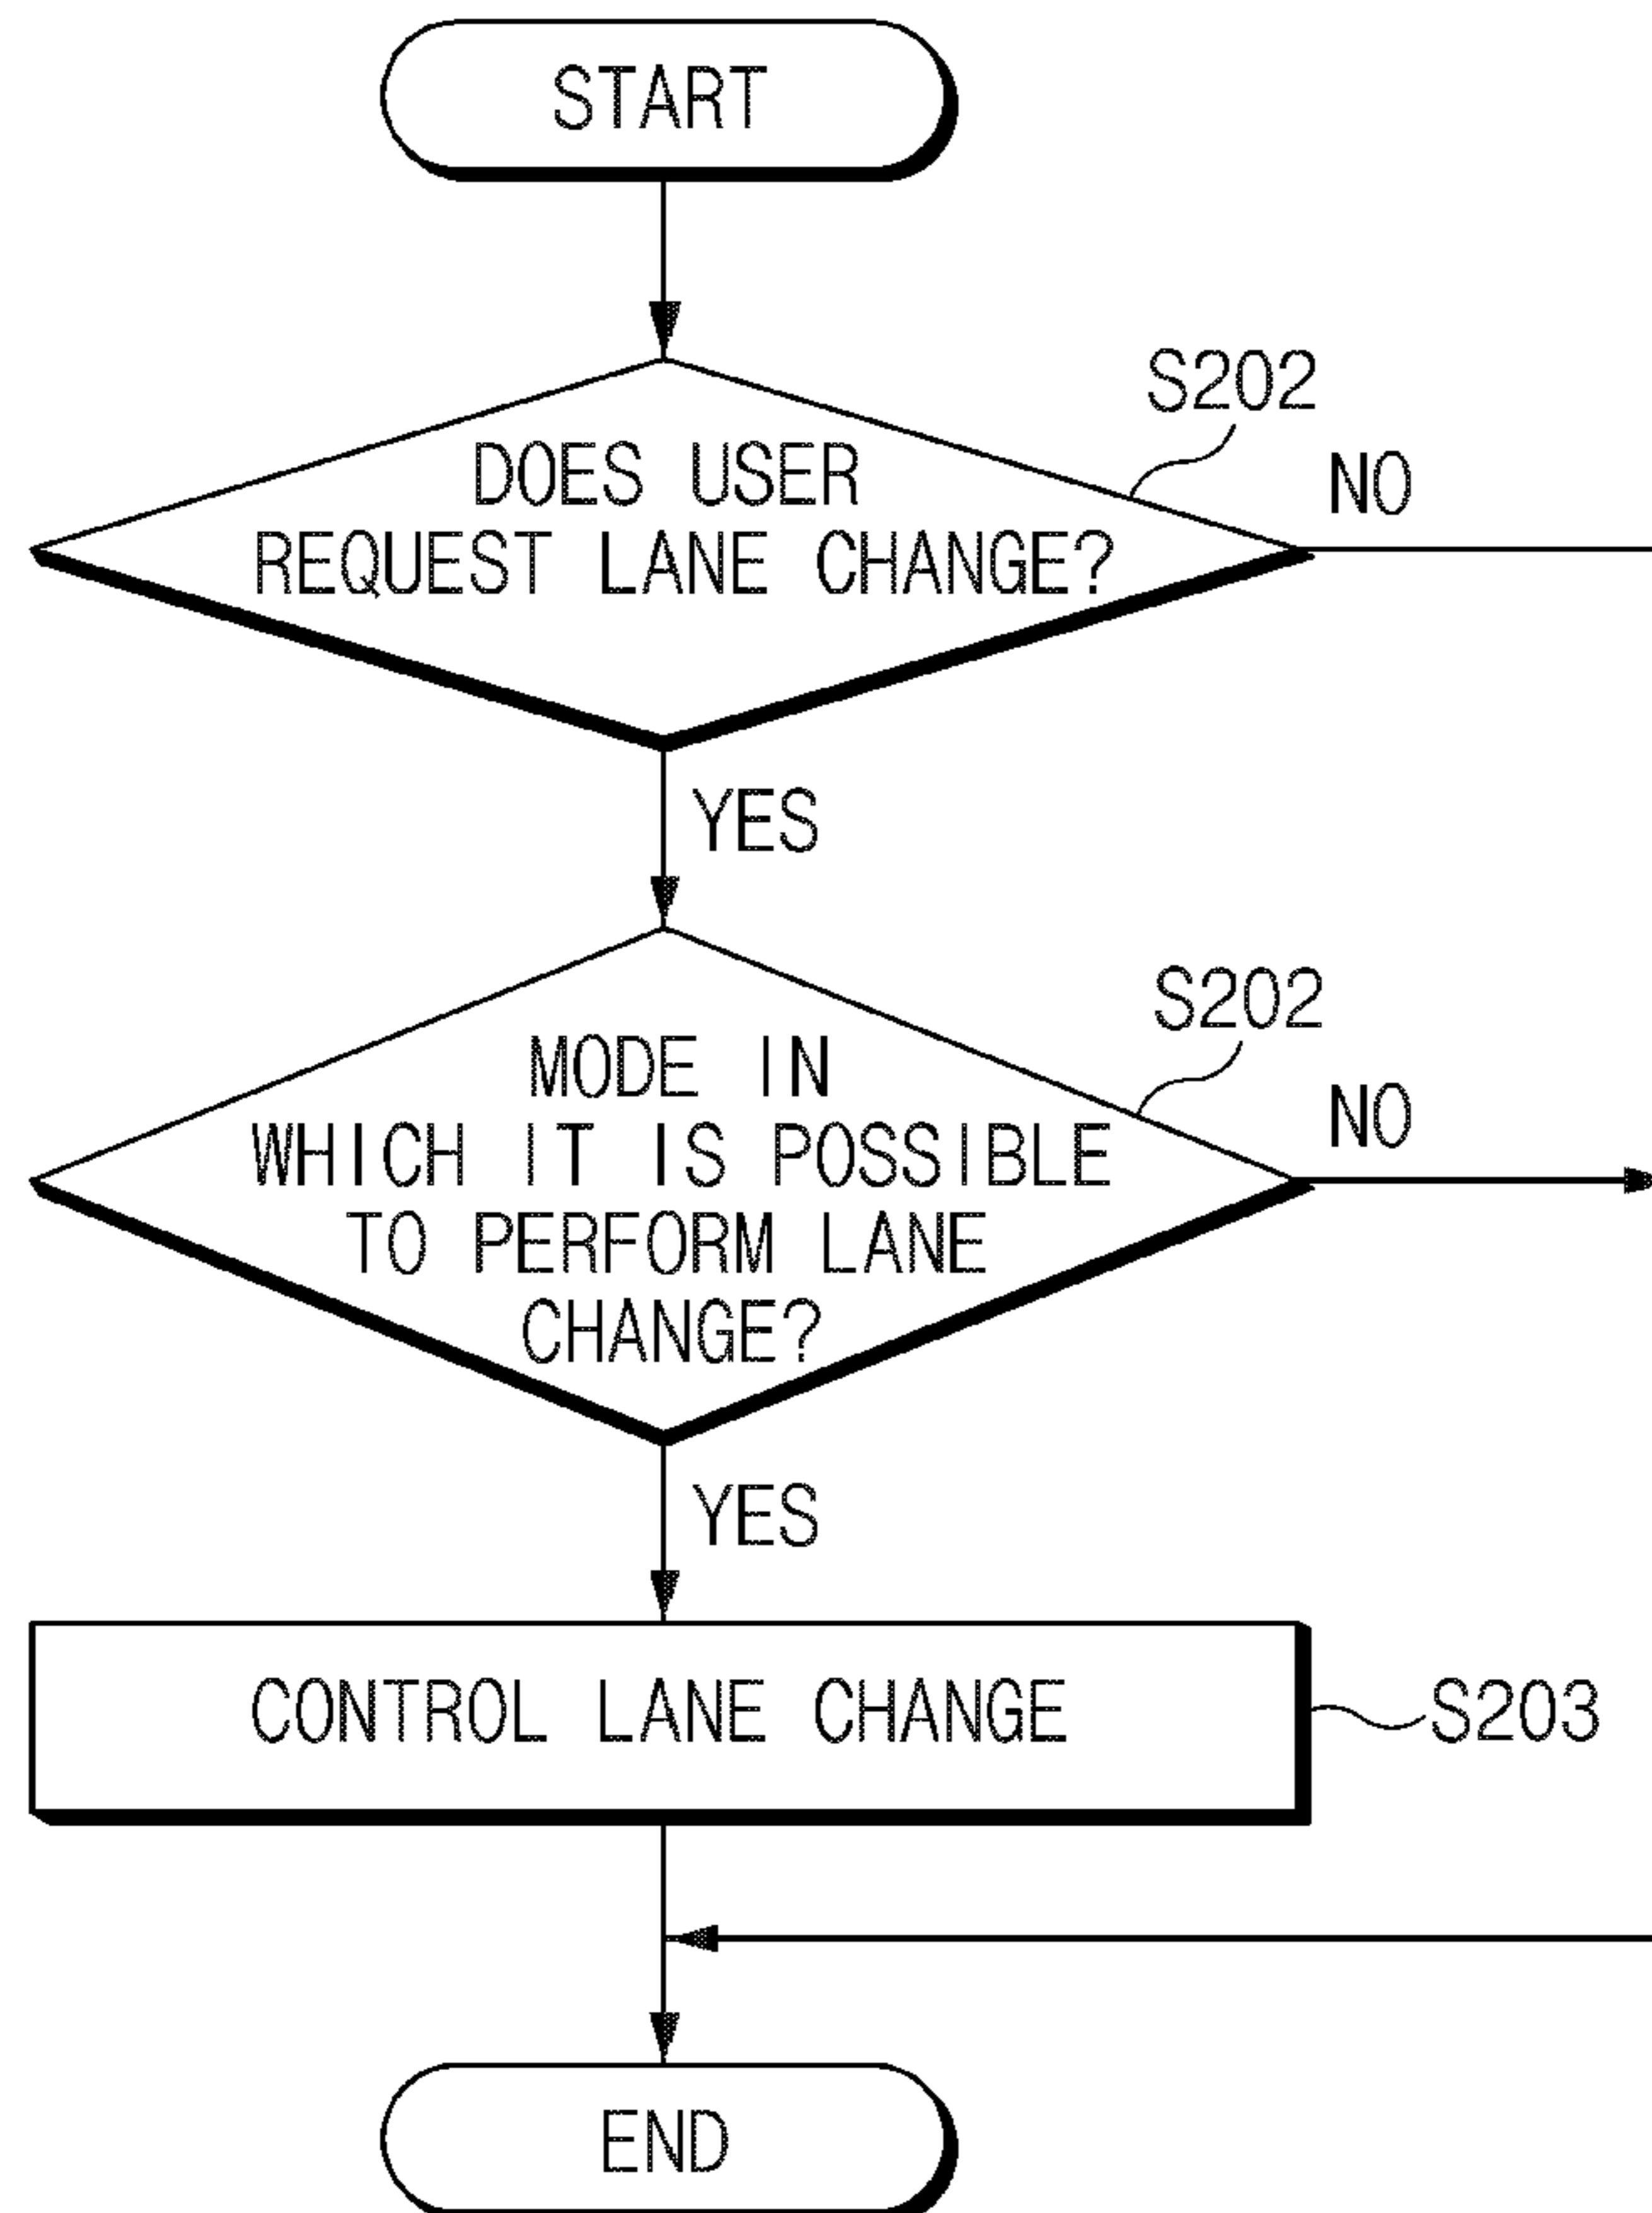 START
S202
DOES USER
NO
REQUEST LANE CHANGE?
YES
S202
MODE IN
NO
WHICH IT IS POSSIBLE
TO PERFORM LANE
CHANGE?
YES
CONTROL LANE CHANGE
S203
END